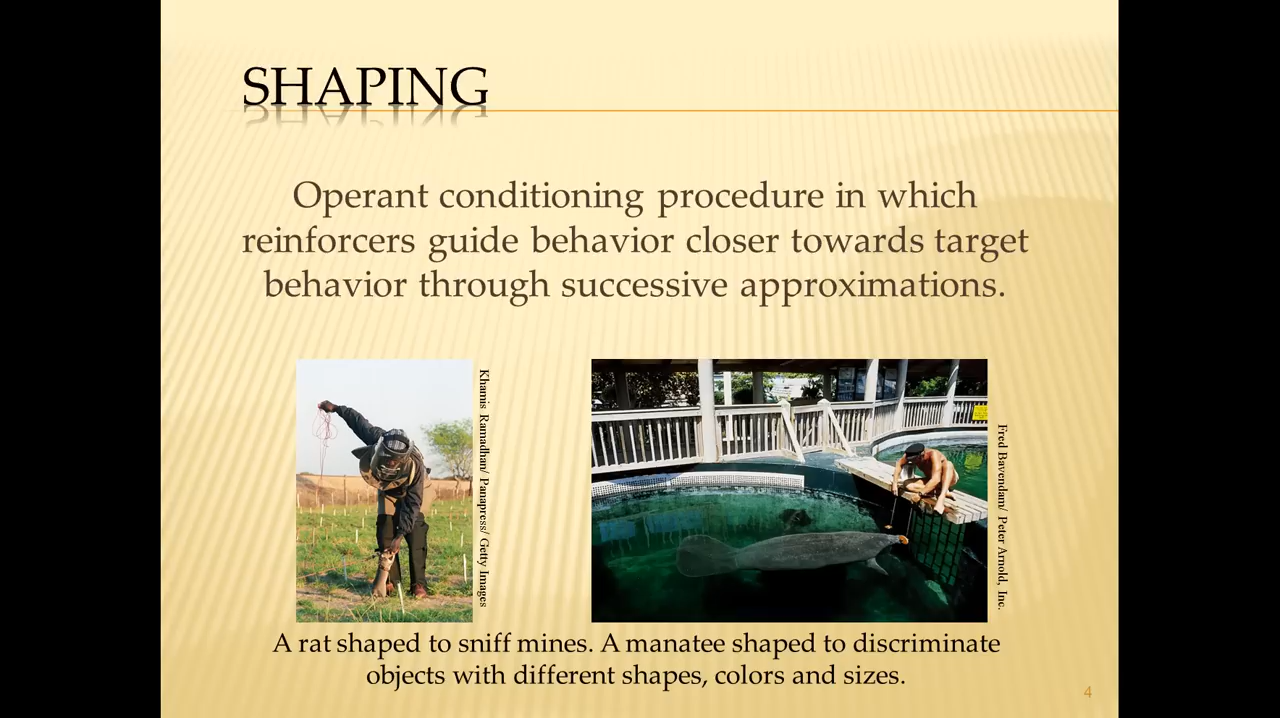 SHAPING
Operant conditioning procedure in which
reinforcers guide behavior closer towards target
behavior through successive approximations.
Khamis Ramadhan/ Panapress/ Getty Images
Fred Bavendam/ Peter Arnold, Inc.
A rat shaped to sniff mines. A manatee shaped to discriminate
objects with different shapes, colors and sizes.
4